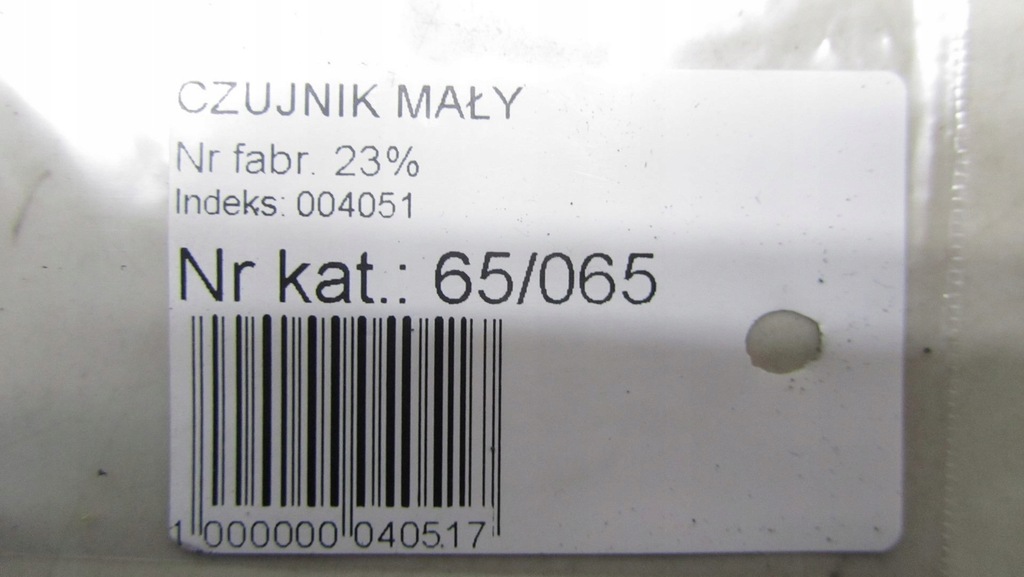 CZUJNIK MAŁY
Nr fabr. 23%
Indeks: 004051
Nr kat.: 65/065
1 000000 040517